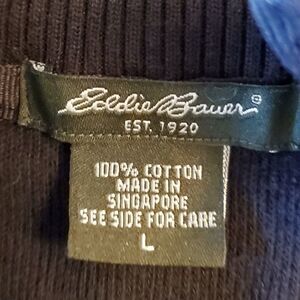 Eddie Bauer®
EST. 1920
100% COTTON
MADE IN
SINGAPORE
SEE SIDE FOR CARE
L